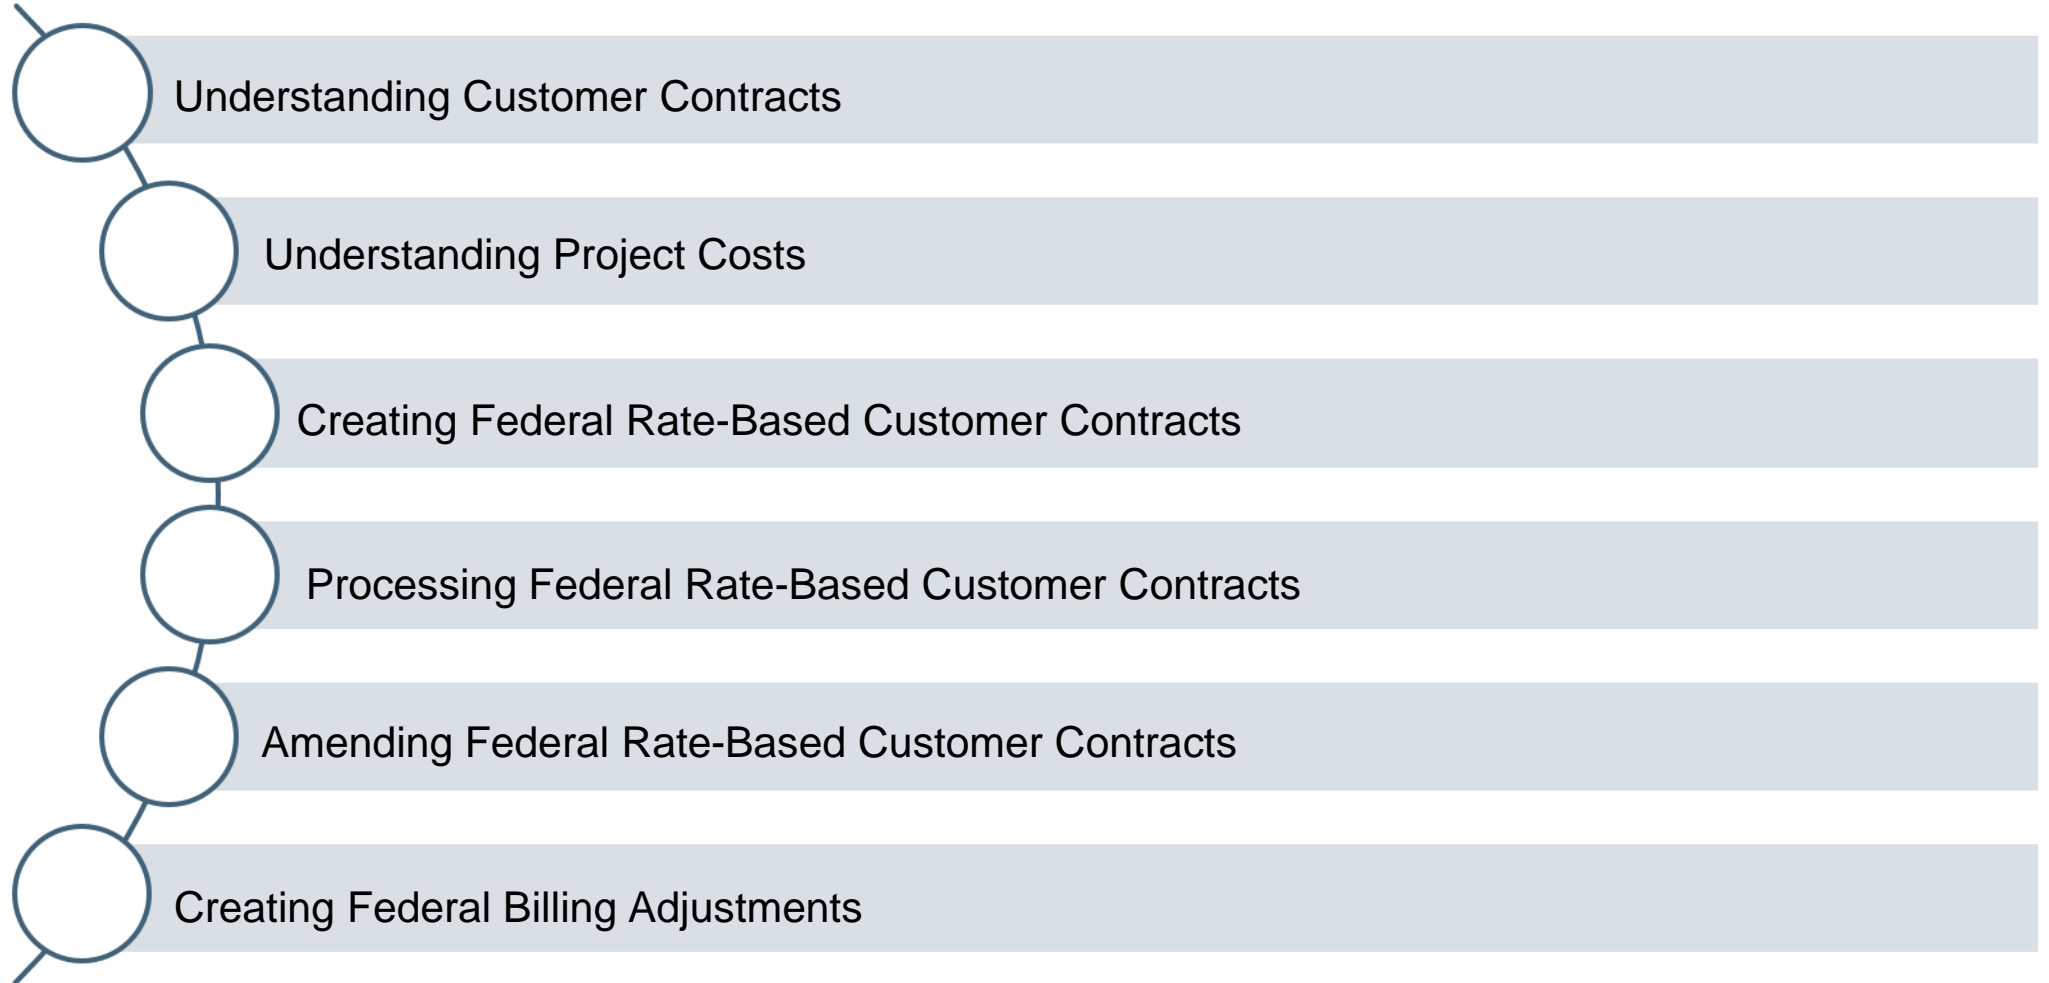 Understanding Customer Contracts
Understanding Project Costs
Creating Federal Rate-Based Customer Contracts
Processing Federal Rate-Based Customer Contracts
Amending Federal Rate-Based Customer Contracts
Creating Federal Billing Adjustments